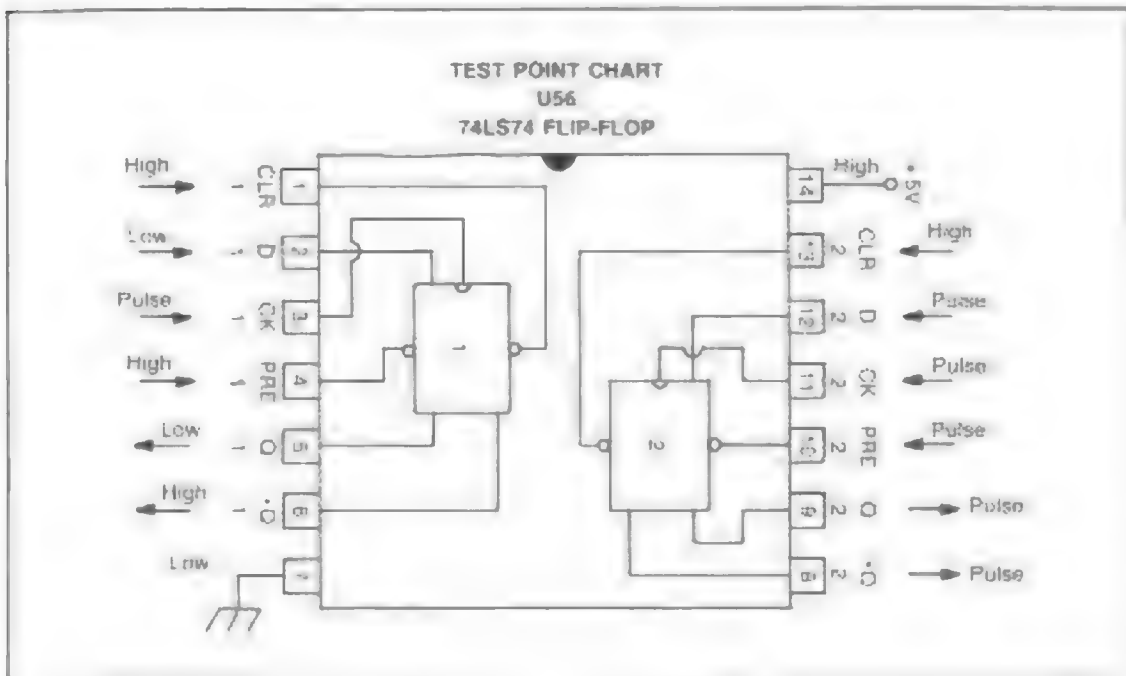 TEST POINT CHART
U56
74LS74 FLIP-FLOP
High 1 CLR 1
Low 1 D 2
Pulse 1 CK 3
High 1 PRE 4
Low 1 Q 5
High 1 *Q 6
Low 7
14 High +5V
13 2 CLR High
12 2 D Pulse
11 2 CK Pulse
10 2 PRE Pulse
9 2 Q Pulse
8 2 *Q Pulse
1
2